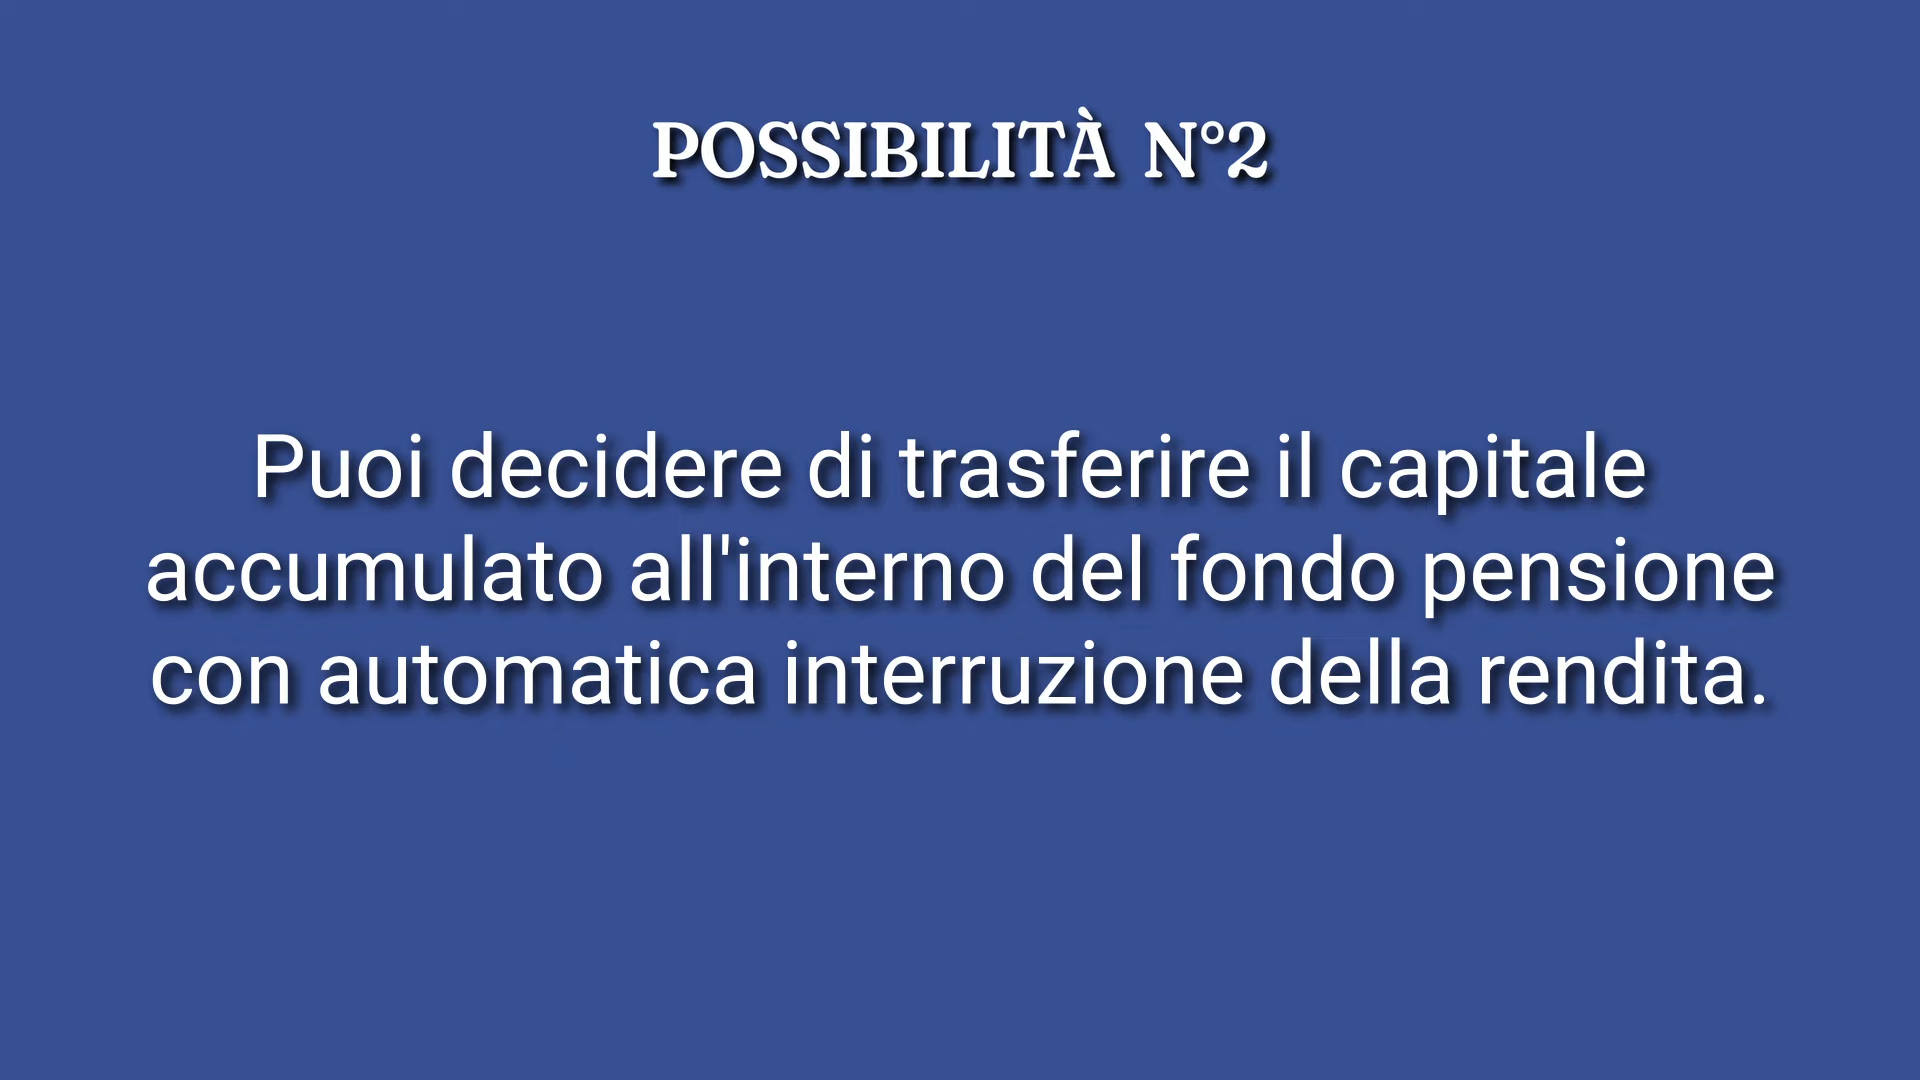 POSSIBILITÀ N°2
Puoi decidere di trasferire il capitale
accumulato all'interno del fondo pensione
con automatica interruzione della rendita.